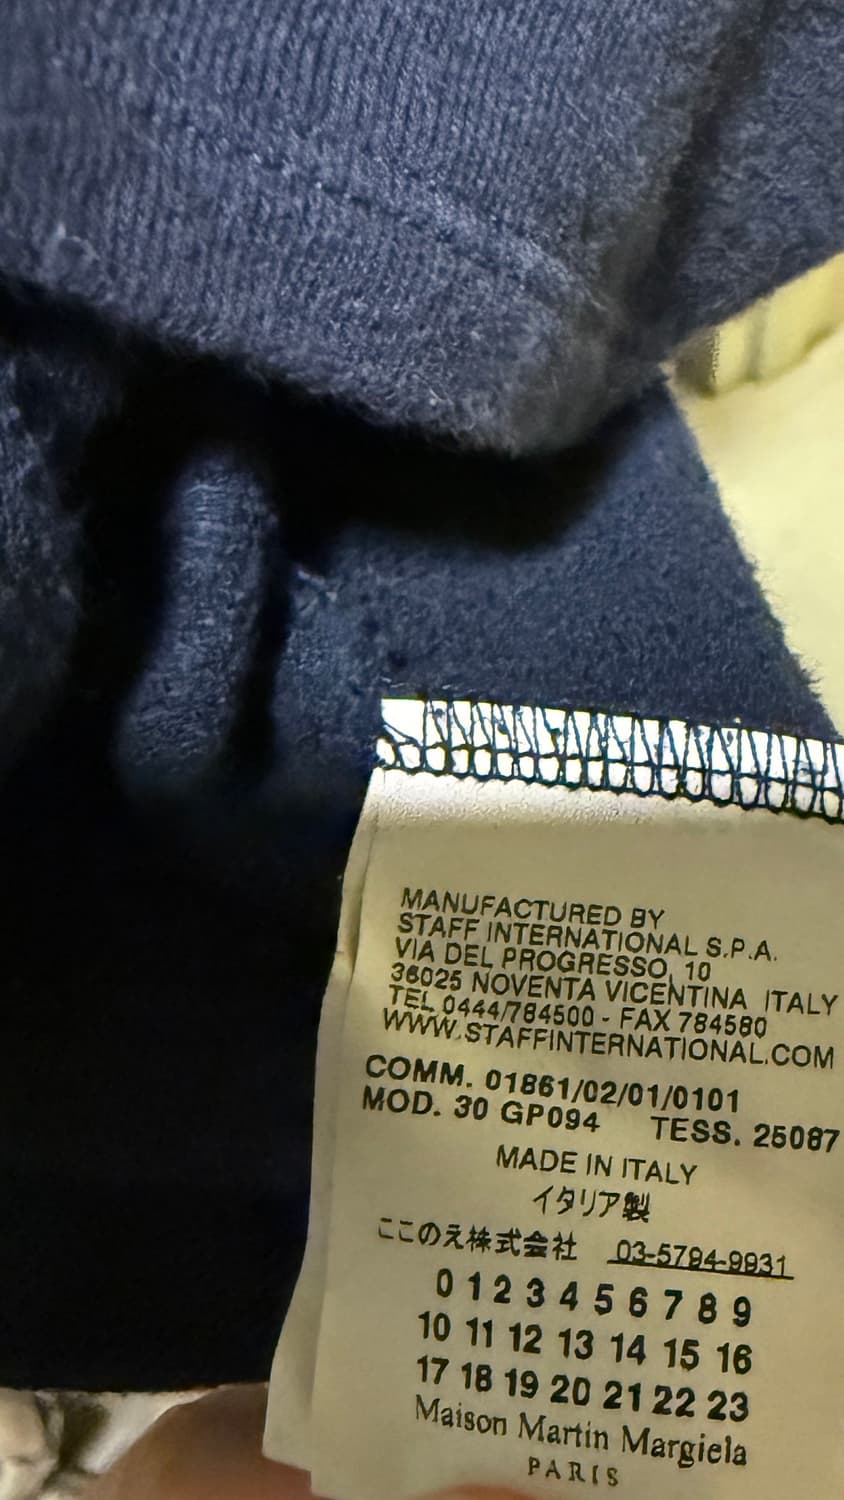 MANUFACTURED BY
STAFF INTERNATIONAL S.P.A.
VIA DEL PROGRESSO, 10
36025 NOVENTA VICENTINA ITALY
TEL 0444/784500 - FAX 784580
WWW.STAFFINTERNATIONAL.COM
COMM. 01861/02/01/0101
MOD. 30 GP094 TESS. 25087
MADE IN ITALY
イタリア製
ここのえ株式会社 03-5794-9931
0 1 2 3 4 5 6 7 8 9
10 11 12 13 14 15 16
17 18 19 20 21 22 23
Maison Martin Margiela
PARIS